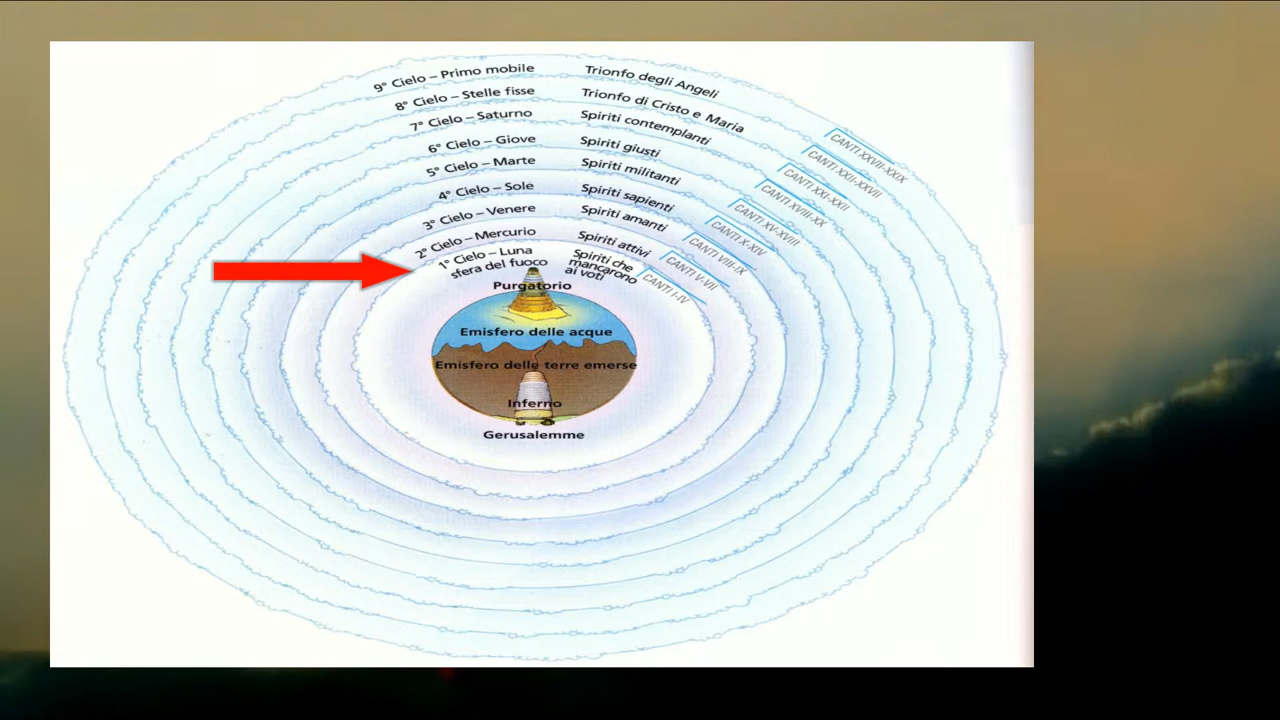 9° Cielo – Primo mobile
Trionfo degli Angeli
CANTI XXVII-XXIX
8° Cielo – Stelle fisse
Trionfo di Cristo e Maria
CANTI XXII-XXVII
7° Cielo – Saturno
Spiriti contemplanti
CANTI XXI-XXII
6° Cielo – Giove
Spiriti giusti
CANTI XVIII-XX
5° Cielo – Marte
Spiriti militanti
CANTI XV-XVIII
4° Cielo – Sole
Spiriti sapienti
CANTI X-XIV
3° Cielo – Venere
Spiriti amanti
CANTI VIII-IX
2° Cielo – Mercurio
Spiriti attivi
CANTI V-VII
1° Cielo – Luna
sfera del fuoco
Spiriti che
mancarono
ai voti
CANTI I-IV
Purgatorio
Emisfero delle acque
Emisfero delle terre emerse
Inferno
Gerusalemme